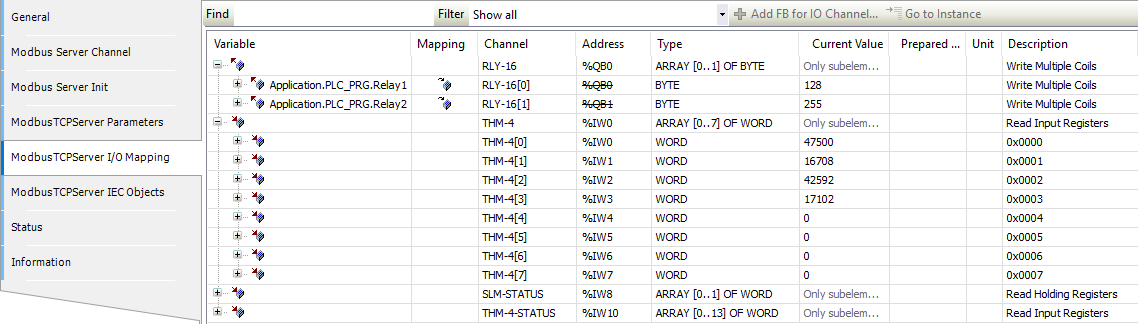 General
Modbus Server Channel
Modbus Server Init
ModbusTCPServer Parameters
ModbusTCPServer I/O Mapping
ModbusTCPServer IEC Objects
Status
Information
Find Filter Show all Add FB for IO Channel... Go to Instance
Variable Mapping Channel Address Type Current Value Prepared ... Unit Description
RLY-16 %QB0 ARRAY [0..1] OF BYTE Only subelem... Write Multiple Coils
Application.PLC_PRG.Relay1 RLY-16[0] %QB0 BYTE 128 Write Multiple Coils
Application.PLC_PRG.Relay2 RLY-16[1] %QB1 BYTE 255 Write Multiple Coils
THM-4 %IW0 ARRAY [0..7] OF WORD Only subelem... Read Input Registers
THM-4[0] %IW0 WORD 47500 0x0000
THM-4[1] %IW1 WORD 16708 0x0001
THM-4[2] %IW2 WORD 42592 0x0002
THM-4[3] %IW3 WORD 17102 0x0003
THM-4[4] %IW4 WORD 0 0x0004
THM-4[5] %IW5 WORD 0 0x0005
THM-4[6] %IW6 WORD 0 0x0006
THM-4[7] %IW7 WORD 0 0x0007
SLM-STATUS %IW8 ARRAY [0..1] OF WORD Only subelem... Read Holding Registers
THM-4-STATUS %IW10 ARRAY [0..13] OF WORD Only subelem... Read Input Registers